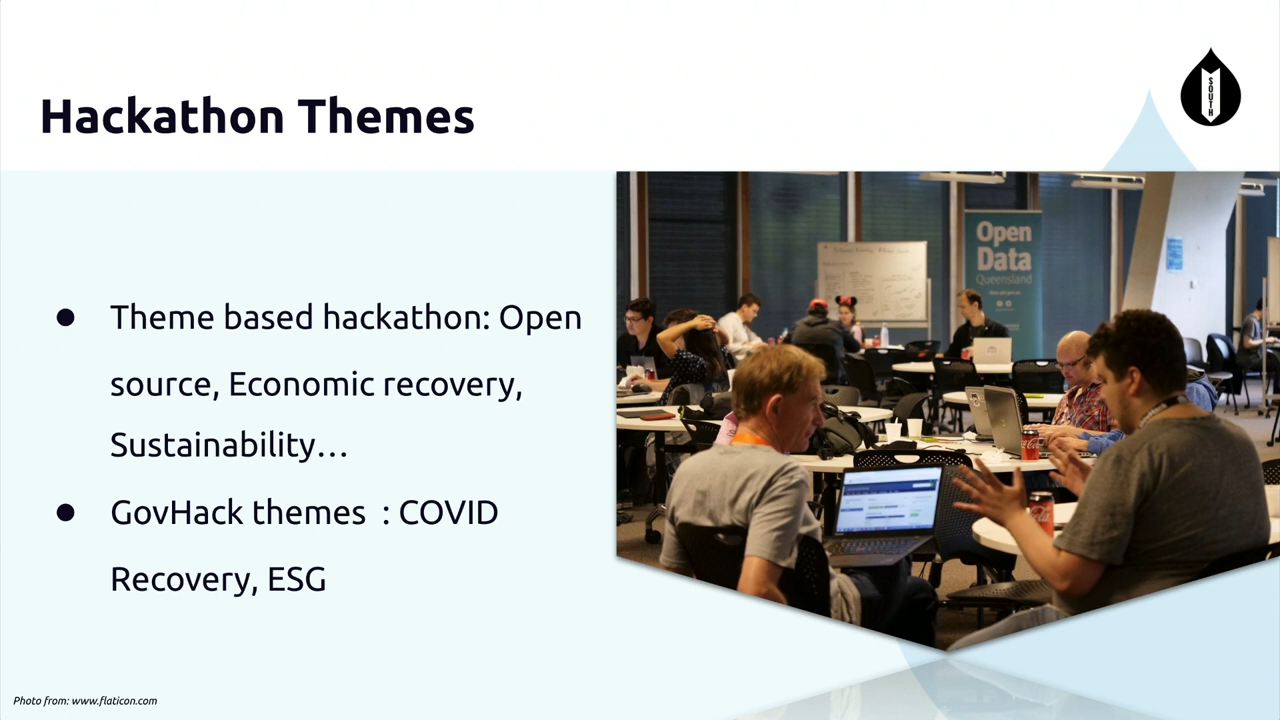 Hackathon Themes
SOUTH
● Theme based hackathon: Open
source, Economic recovery,
Sustainability…
● GovHack themes : COVID
Recovery, ESG
Open
Data
Queensland
Photo from: www.flaticon.com